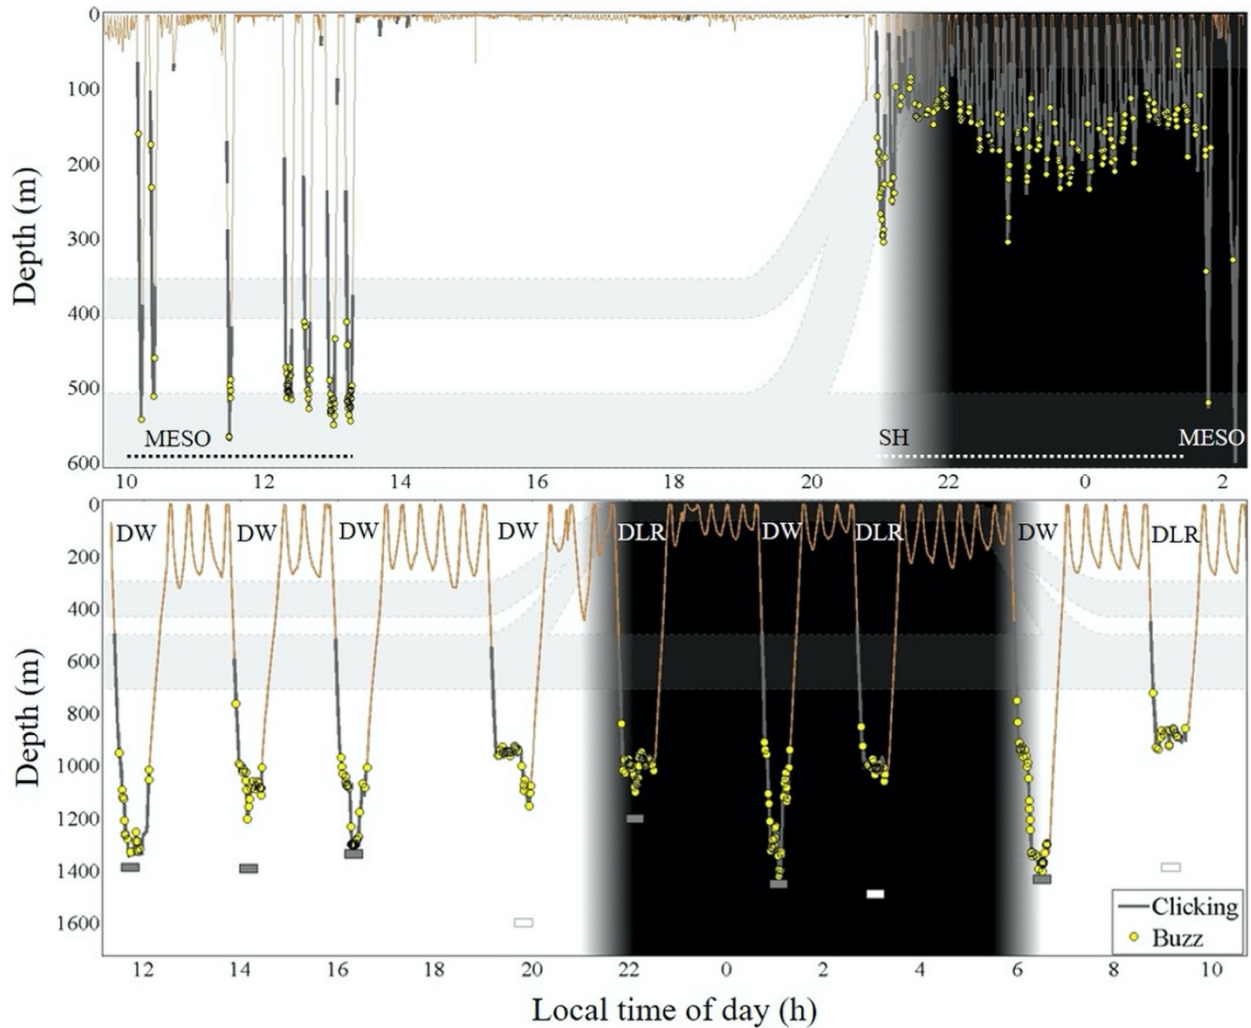 0
100
200
300
400
500
600
Depth (m)
MESO
SH
MESO
10 12 14 16 18 20 22 0 2
0
200
400
600
800
1000
1200
1400
1600
Depth (m)
DW DW DW DW DLR DW DLR DW DLR
Clicking
Buzz
12 14 16 18 20 22 0 2 4 6 8 10
Local time of day (h)